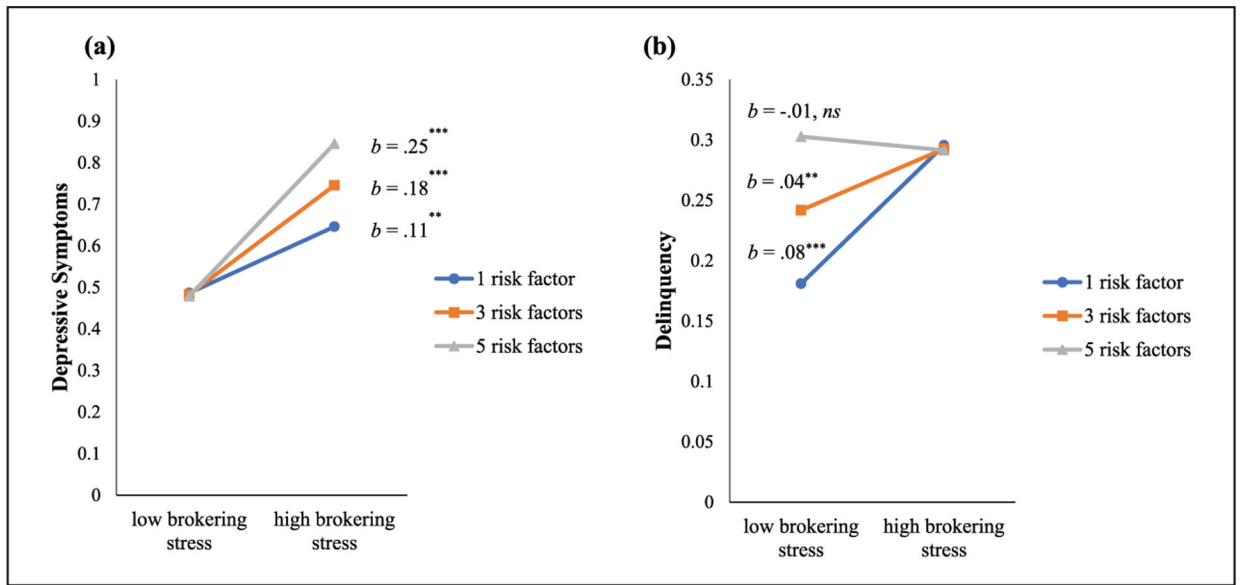 (a)
Depressive Symptoms
1
0.9
0.8
0.7
0.6
0.5
0.4
0.3
0.2
0.1
0
b = .25***
b = .18***
b = .11**
1 risk factor
3 risk factors
5 risk factors
low brokering
stress
high brokering
stress
(b)
Delinquency
0.35
0.3
0.25
0.2
0.15
0.1
0.05
0
b = -.01, ns
b = .04**
b = .08***
1 risk factor
3 risk factors
5 risk factors
low brokering
stress
high brokering
stress